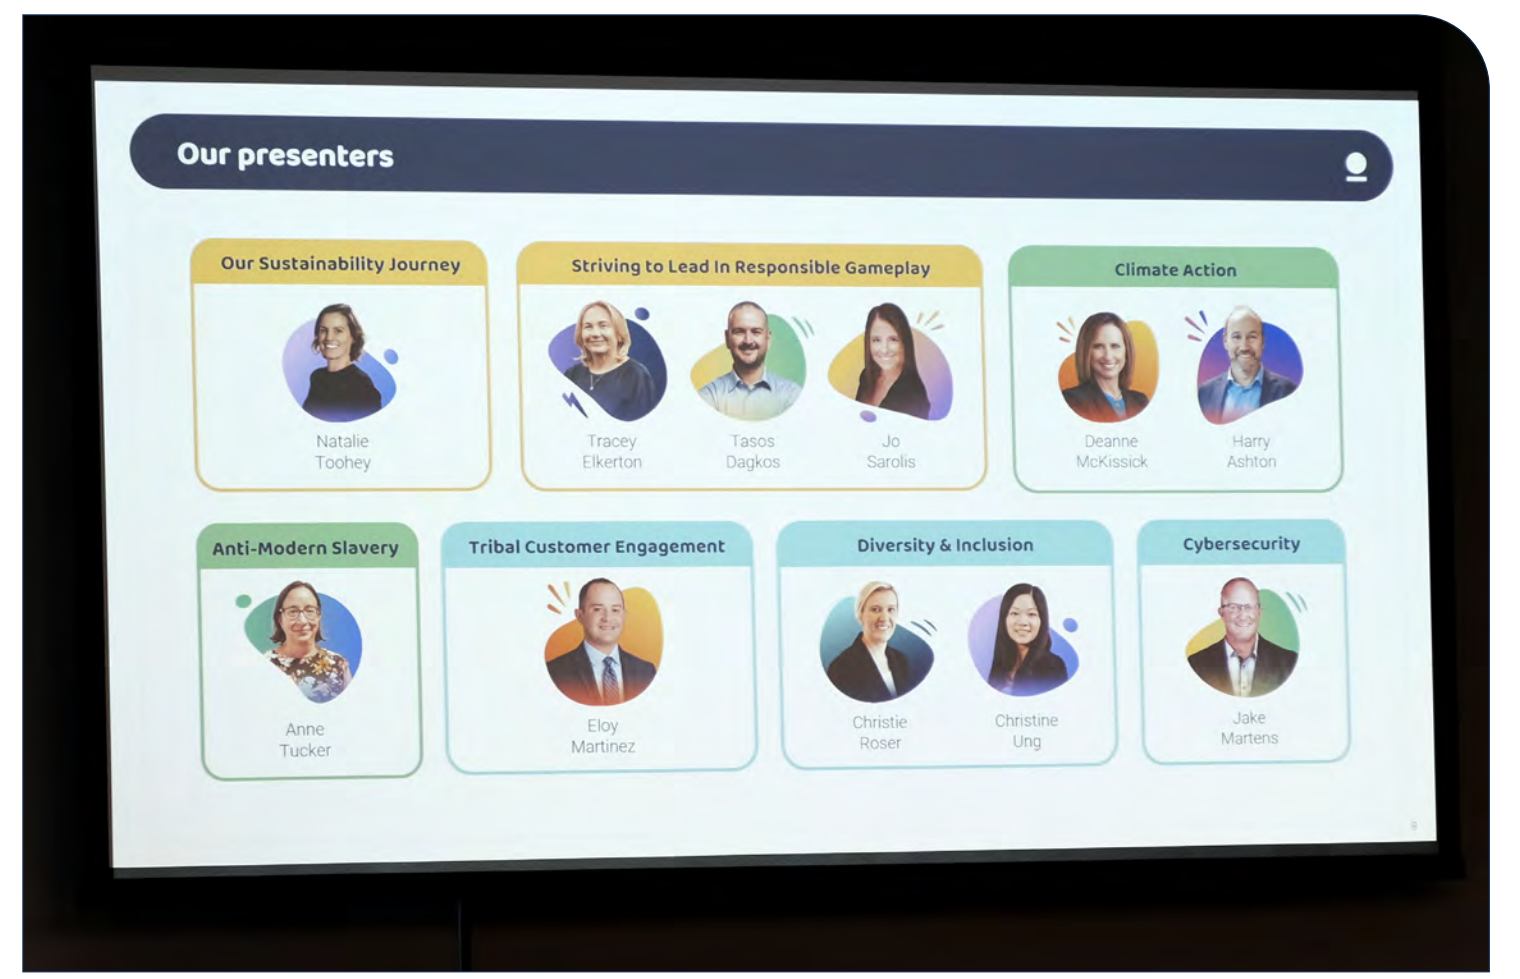 Our presenters
Our Sustainability Journey
Natalie
Toohey
Striving to Lead In Responsible Gameplay
Tracey
Elkerton
Tasos
Dagkos
Jo
Sarolis
Climate Action
Deanne
McKissick
Harry
Ashton
Anti-Modern Slavery
Anne
Tucker
Tribal Customer Engagement
Eloy
Martinez
Diversity & Inclusion
Christie
Roser
Christine
Ung
Cybersecurity
Jake
Martens